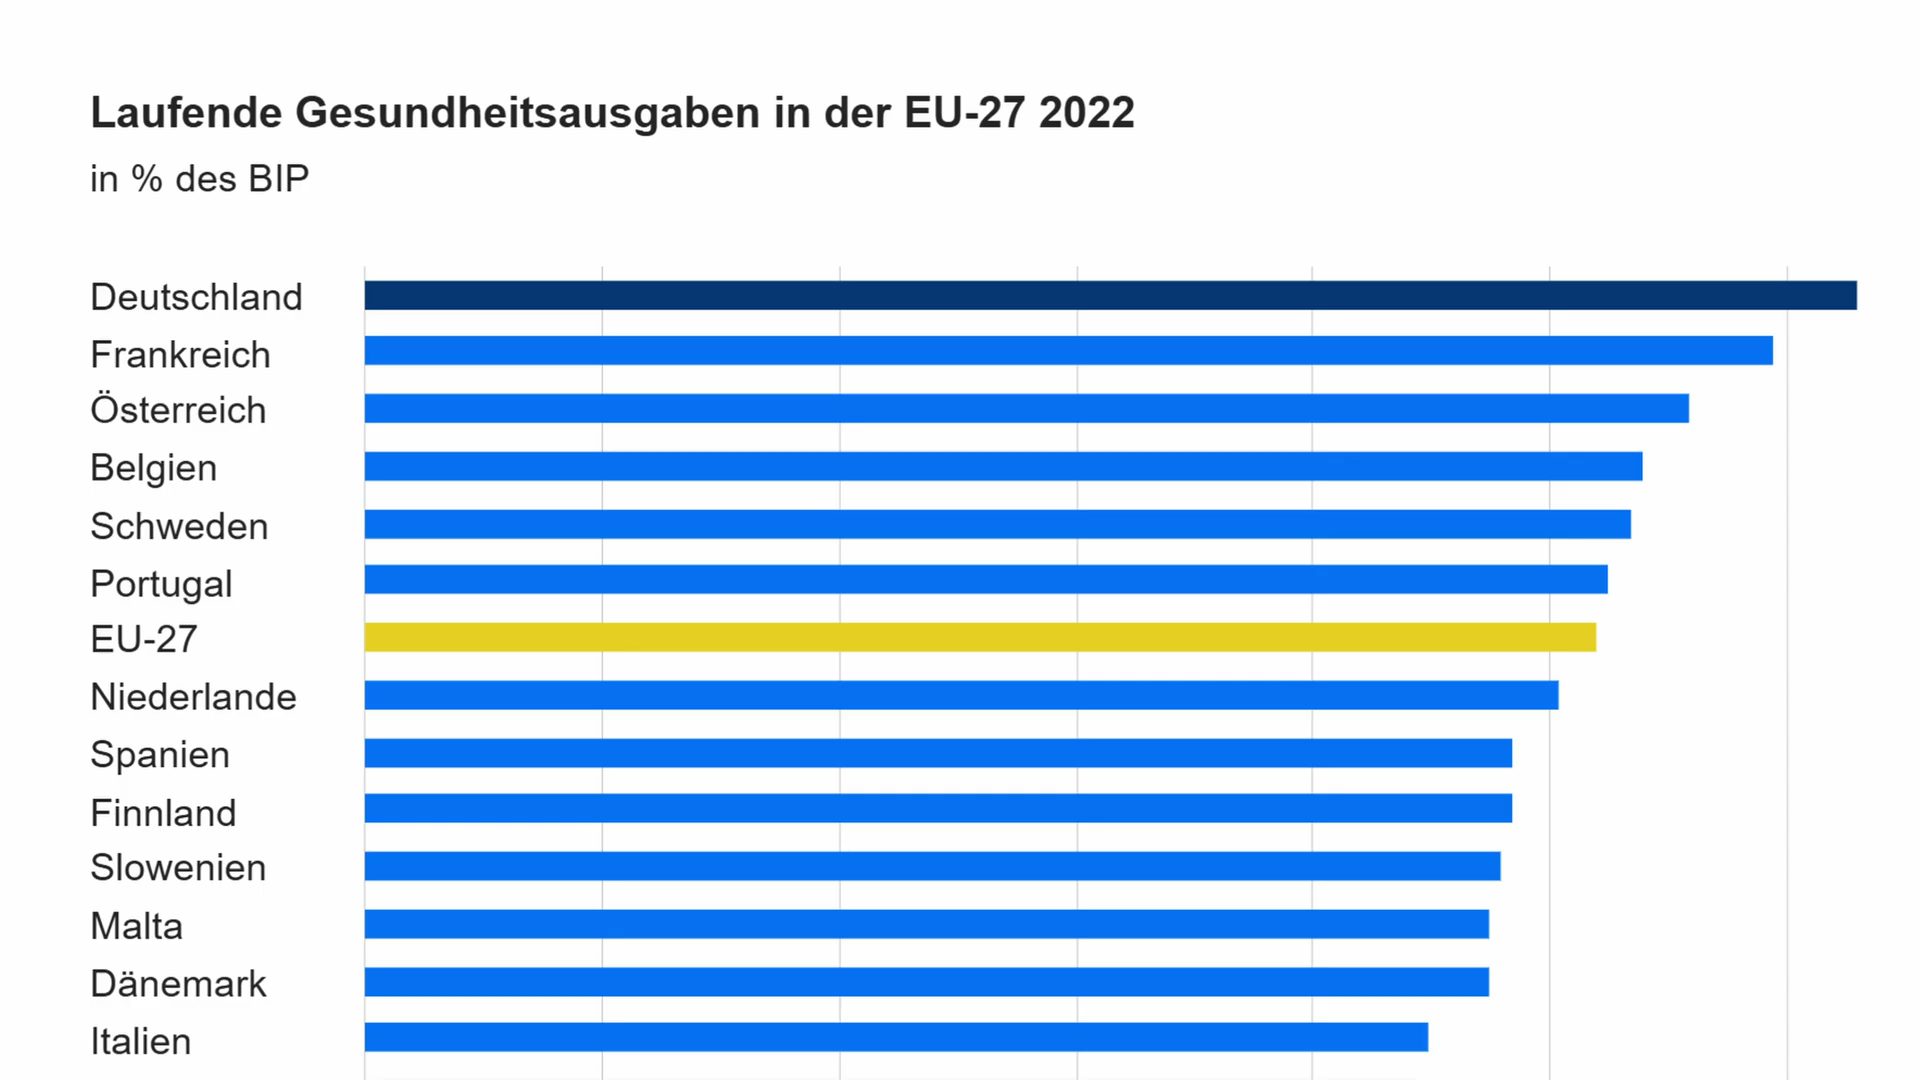 Laufende Gesundheitsausgaben in der EU-27 2022
in % des BIP
Deutschland
Frankreich
Österreich
Belgien
Schweden
Portugal
EU-27
Niederlande
Spanien
Finnland
Slowenien
Malta
Dänemark
Italien